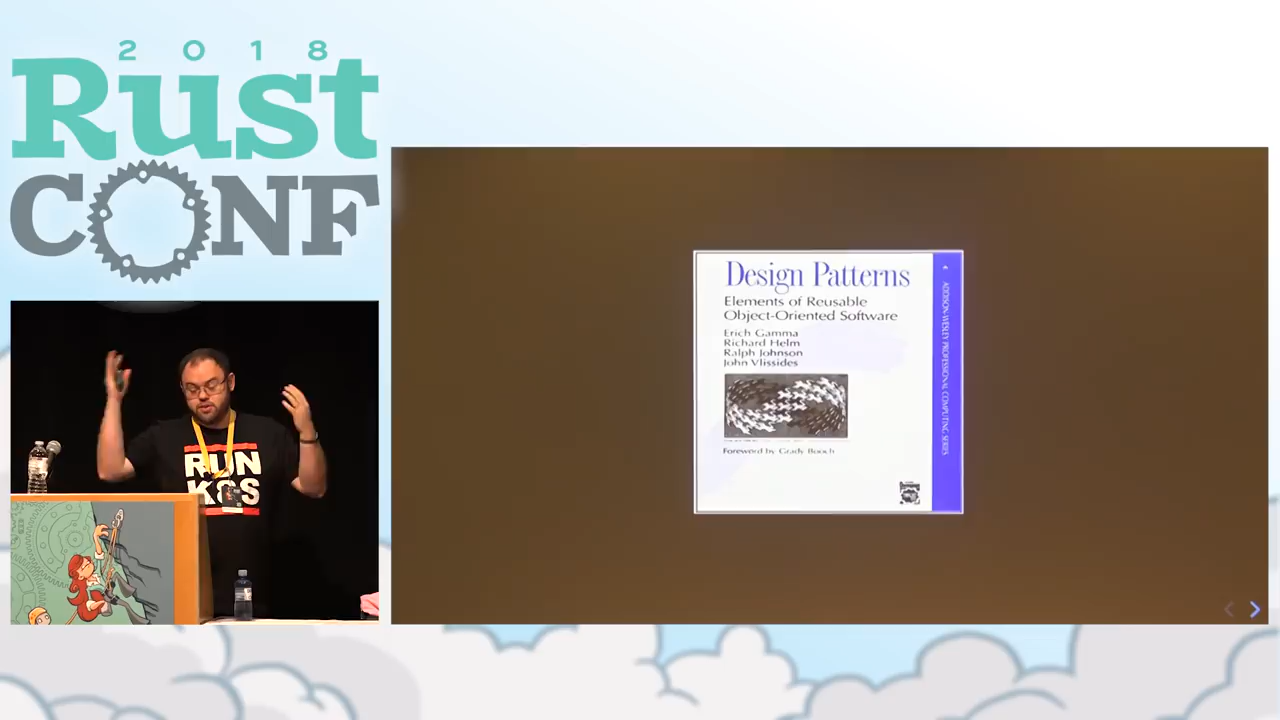 2018
Rust
CONF
RUN
K8S
Design Patterns
Elements of Reusable
Object-Oriented Software
Erich Gamma
Richard Helm
Ralph Johnson
John Vlissides
Foreword by Grady Booch
ADDISON-WESLEY PROFESSIONAL COMPUTING SERIES